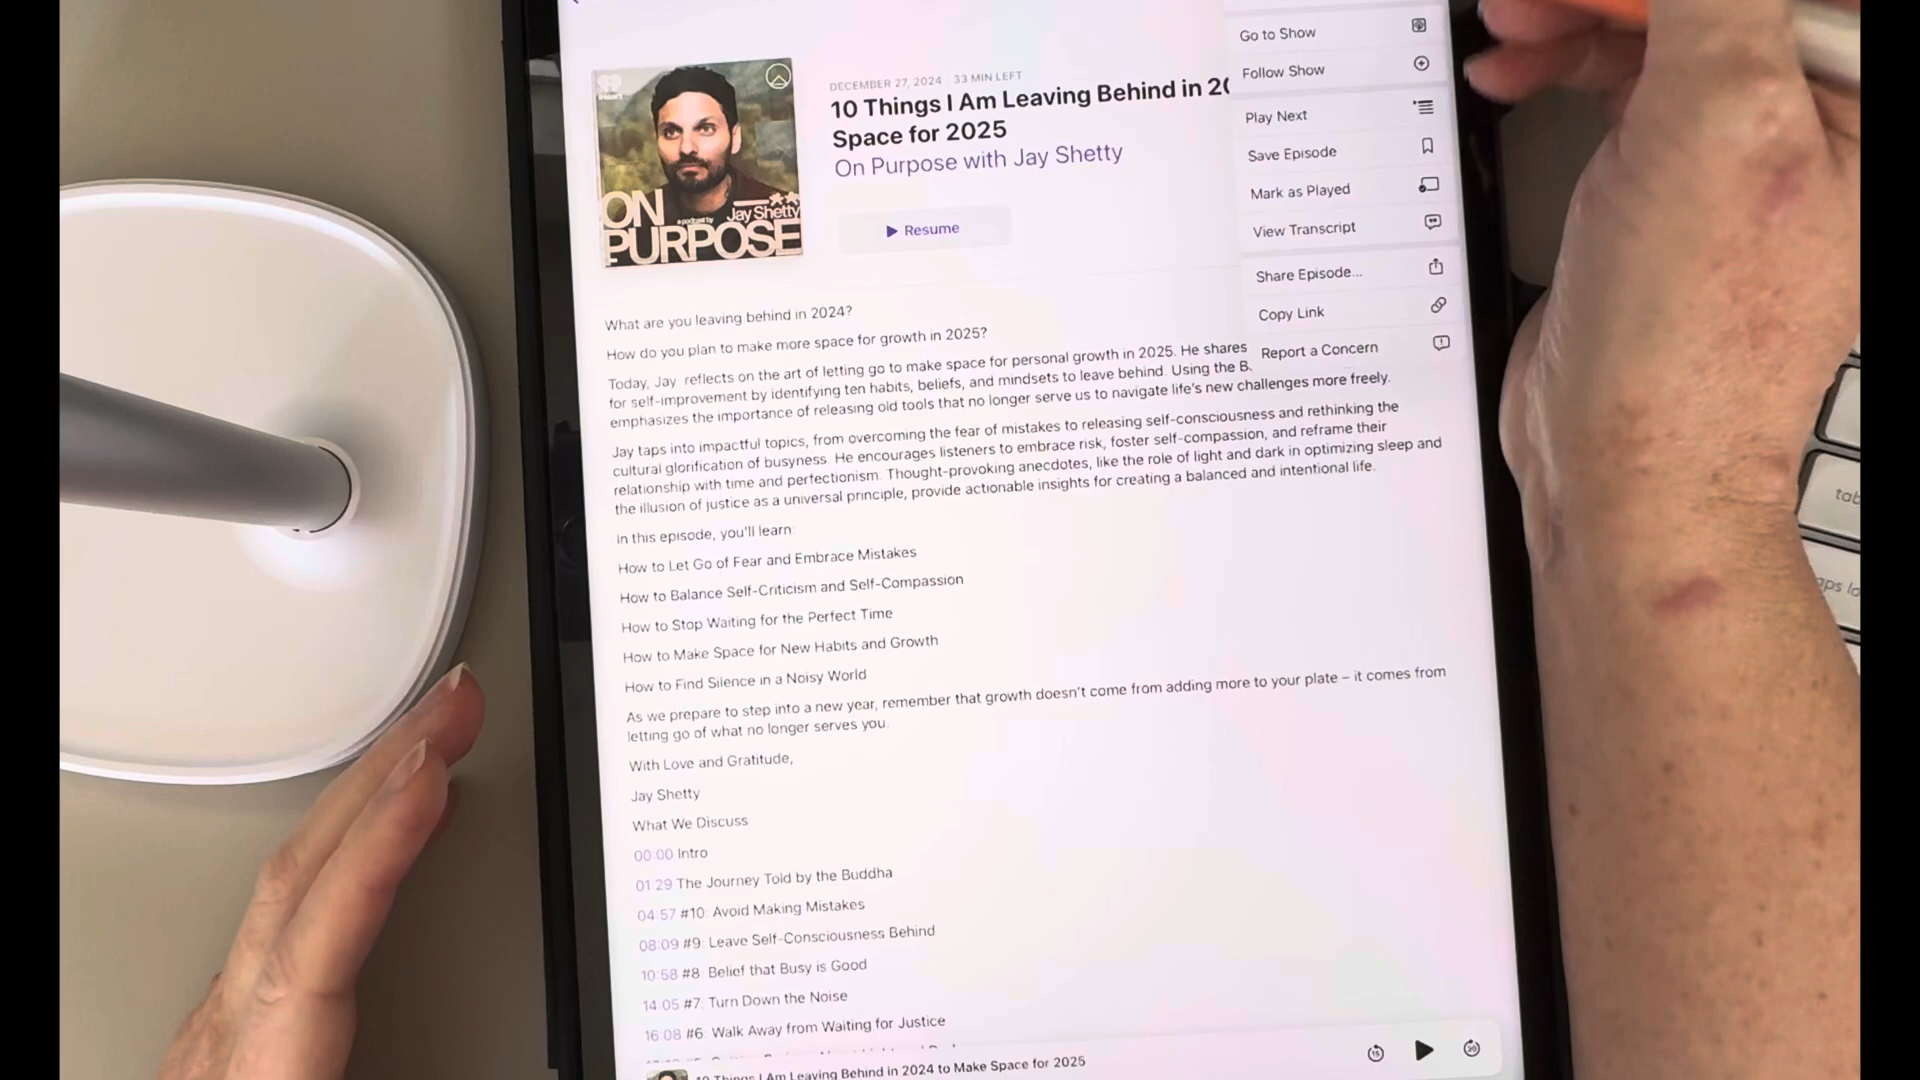 Go to Show
Follow Show
Play Next
Save Episode
Mark as Played
View Transcript
Share Episode...
Copy Link
Report a Concern
ON
PURPOSE
a podcast by
Jay Shetty
DECEMBER 27, 2024 33 MIN LEFT
10 Things I Am Leaving Behind in 20
Space for 2025
On Purpose with Jay Shetty
Resume
What are you leaving behind in 2024?
How do you plan to make more space for growth in 2025?
Today, Jay reflects on the art of letting go to make space for personal growth in 2025. He shares
for self-improvement by identifying ten habits, beliefs, and mindsets to leave behind. Using the B
emphasizes the importance of releasing old tools that no longer serve us to navigate life's new challenges more freely.
Jay taps into impactful topics, from overcoming the fear of mistakes to releasing self-consciousness and rethinking the
cultural glorification of busyness. He encourages listeners to embrace risk, foster self-compassion, and reframe their
relationship with time and perfectionism. Thought-provoking anecdotes, like the role of light and dark in optimizing sleep and
the illusion of justice as a universal principle, provide actionable insights for creating a balanced and intentional life.
In this episode, you'll learn:
How to Let Go of Fear and Embrace Mistakes
How to Balance Self-Criticism and Self-Compassion
How to Stop Waiting for the Perfect Time
How to Make Space for New Habits and Growth
How to Find Silence in a Noisy World
As we prepare to step into a new year, remember that growth doesn't come from adding more to your plate – it comes from
letting go of what no longer serves you.
With Love and Gratitude,
Jay Shetty
What We Discuss
00:00 Intro
01:29 The Journey Told by the Buddha
04:57 #10: Avoid Making Mistakes
08:09 #9: Leave Self-Consciousness Behind
10:58 #8: Belief that Busy is Good
14:05 #7: Turn Down the Noise
16:08 #6: Walk Away from Waiting for Justice
10 Things I Am Leaving Behind in 2024 to Make Space for 2025
15
30
tab